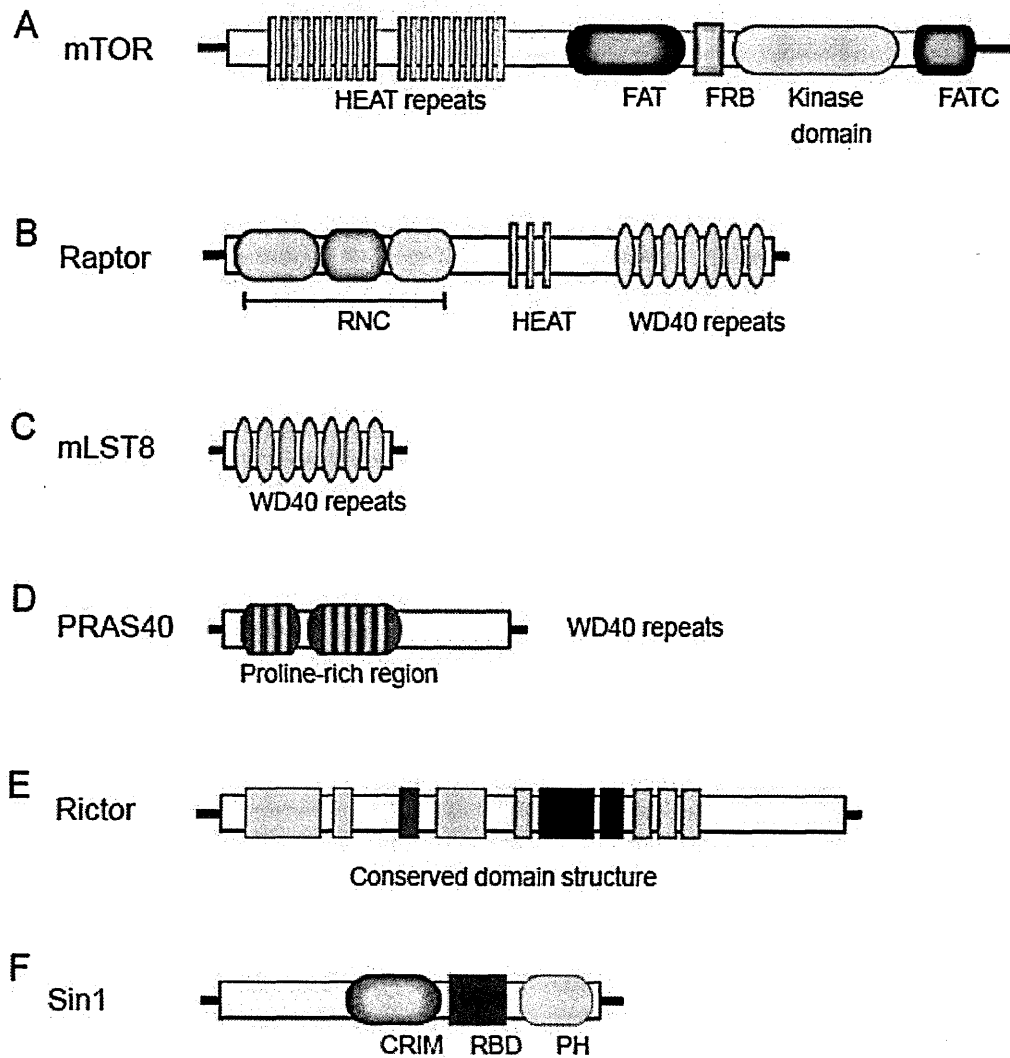 A
mTOR
HEAT repeats
FAT
FRB
Kinase
domain
FATC
B
Raptor
RNC
HEAT
WD40 repeats
C
mLST8
WD40 repeats
D
PRAS40
WD40 repeats
Proline-rich region
E
Rictor
Conserved domain structure
F
Sin1
CRIM
RBD
PH